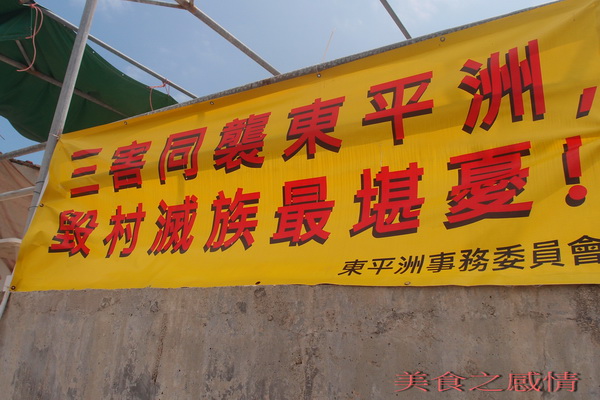 三害同襲東平洲,
毀村滅族最堪憂!
東平洲事務委員會
美食之感情